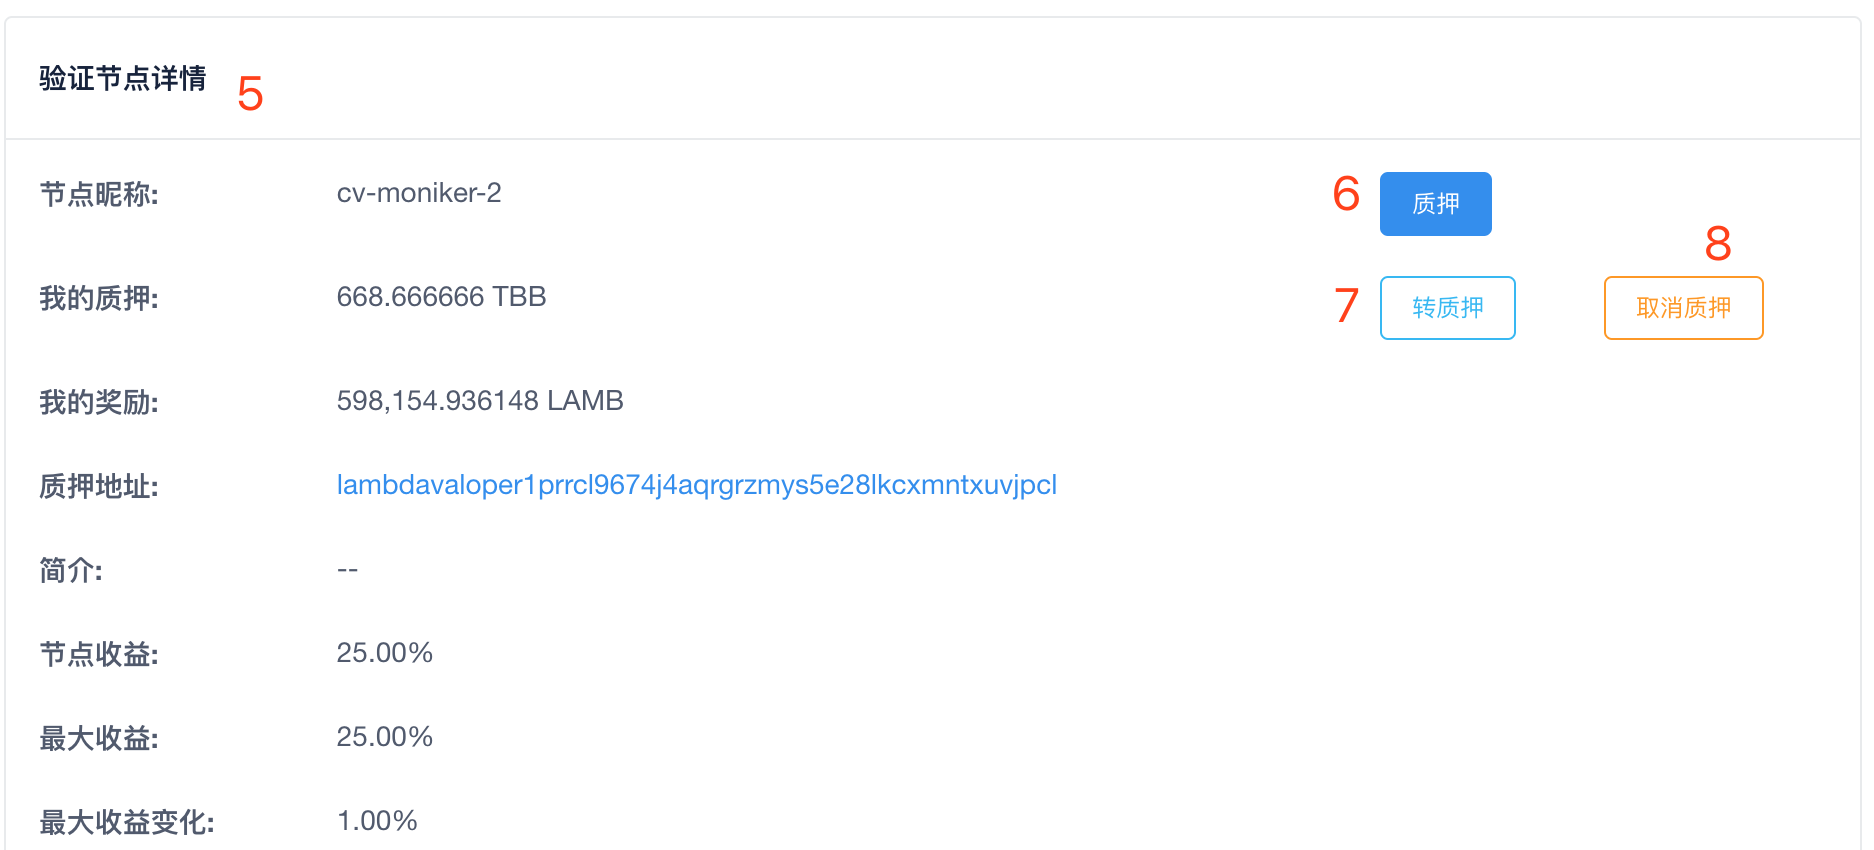 验证节点详情 5
节点昵称: cv-moniker-2 6 质押
8
我的质押: 668.666666 TBB 7 转质押 取消质押
我的奖励: 598,154.936148 LAMB
质押地址: lambdavaloper1prrcl9674j4aqrgrzmys5e28lkcxmntxuvjpcl
简介: --
节点收益: 25.00%
最大收益: 25.00%
最大收益变化: 1.00%